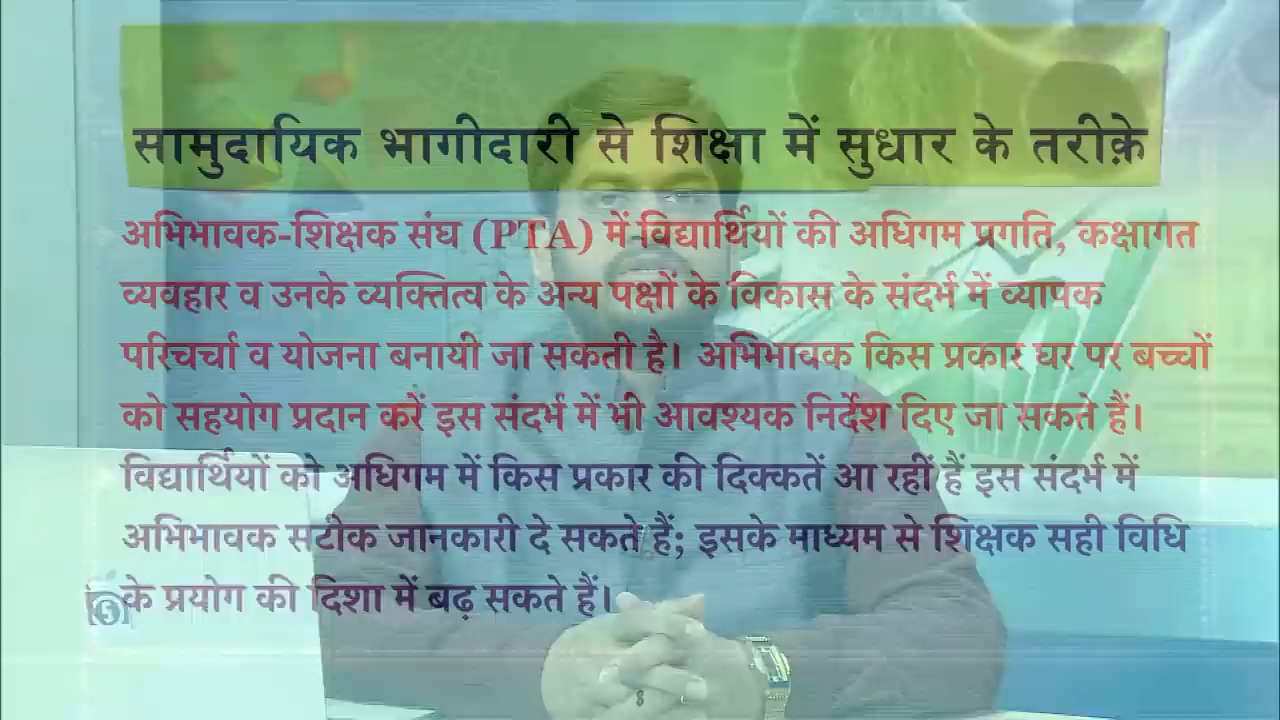 सामुदायिक भागीदारी से शिक्षा में सुधार के तरीक़े
अभिभावक-शिक्षक संघ (PTA) में विद्यार्थियों की अधिगम प्रगति, कक्षागत
व्यवहार व उनके व्यक्तित्व के अन्य पक्षों के विकास के संदर्भ में व्यापक
परिचर्चा व योजना बनायी जा सकती है। अभिभावक किस प्रकार घर पर बच्चों
को सहयोग प्रदान करें इस संदर्भ में भी आवश्यक निर्देश दिए जा सकते हैं।
विद्यार्थियों को अधिगम में किस प्रकार की दिक्कतें आ रहीं हैं इस संदर्भ में
अभिभावक सटीक जानकारी दे सकते हैं; इसके माध्यम से शिक्षक सही विधि
के प्रयोग की दिशा में बढ़ सकते हैं।